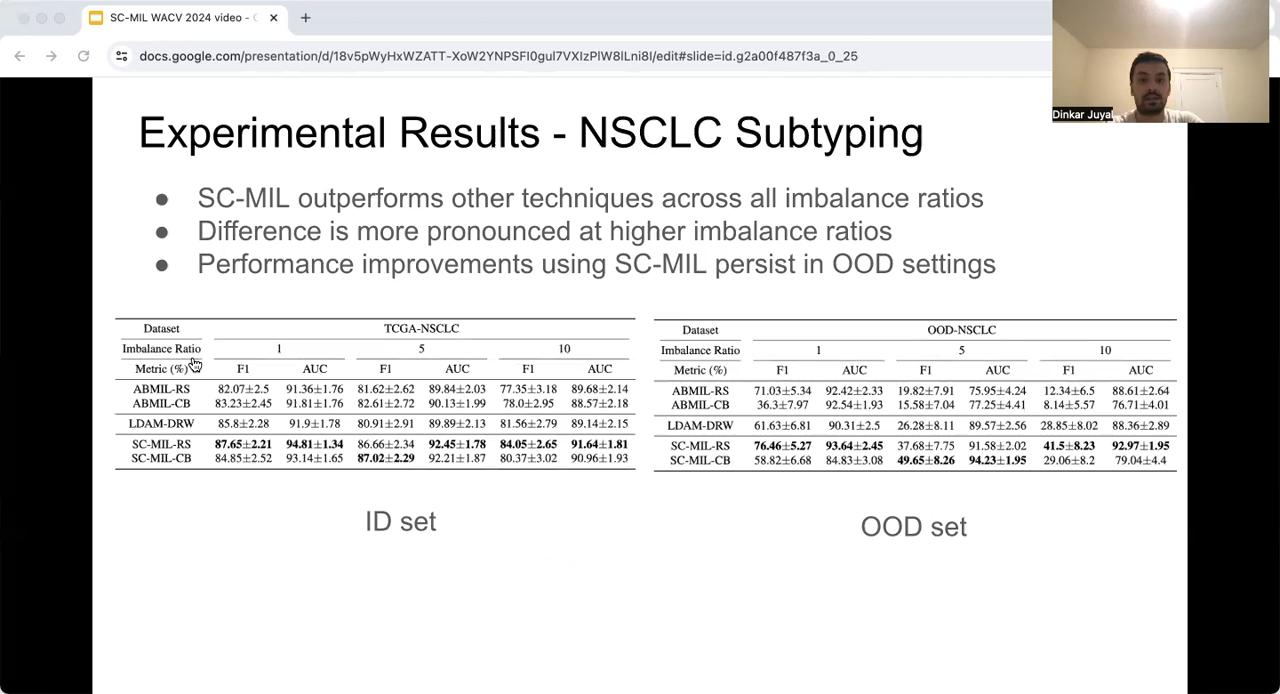 SC-MIL WACV 2024 video -
docs.google.com/presentation/d/18v5pWyHxWZATT-XoW2YNPSFI0gul7VXIzPlW8lLni8I/edit#slide=id.g2a00f487f3a_0_25
Dinkar Juyal
Experimental Results - NSCLC Subtyping
● SC-MIL outperforms other techniques across all imbalance ratios
● Difference is more pronounced at higher imbalance ratios
● Performance improvements using SC-MIL persist in OOD settings
Dataset TCGA-NSCLC
Imbalance Ratio 1 5 10
Metric (%) F1 AUC F1 AUC F1 AUC
ABMIL-RS 82.07±2.5 91.36±1.76 81.62±2.62 89.84±2.03 77.35±3.18 89.68±2.14
ABMIL-CB 83.23±2.45 91.81±1.76 82.61±2.72 90.13±1.99 78.0±2.95 88.57±2.18
LDAM-DRW 85.8±2.28 91.9±1.78 80.91±2.91 89.89±2.13 81.56±2.79 89.14±2.15
SC-MIL-RS 87.65±2.21 94.81±1.34 86.66±2.34 92.45±1.78 84.05±2.65 91.64±1.81
SC-MIL-CB 84.85±2.52 93.14±1.65 87.02±2.29 92.21±1.87 80.37±3.02 90.96±1.93
ID set
Dataset OOD-NSCLC
Imbalance Ratio 1 5 10
Metric (%) F1 AUC F1 AUC F1 AUC
ABMIL-RS 71.03±5.34 92.42±2.33 19.82±7.91 75.95±4.24 12.34±6.5 88.61±2.64
ABMIL-CB 36.3±7.97 92.54±1.93 15.58±7.04 77.25±4.41 8.14±5.57 76.71±4.01
LDAM-DRW 61.63±6.81 90.31±2.5 26.28±8.11 89.57±2.56 28.85±8.02 88.36±2.89
SC-MIL-RS 76.46±5.27 93.64±2.45 37.68±7.75 91.58±2.02 41.5±8.23 92.97±1.95
SC-MIL-CB 58.82±6.68 84.83±3.08 49.65±8.26 94.23±1.95 29.06±8.2 79.04±4.4
OOD set